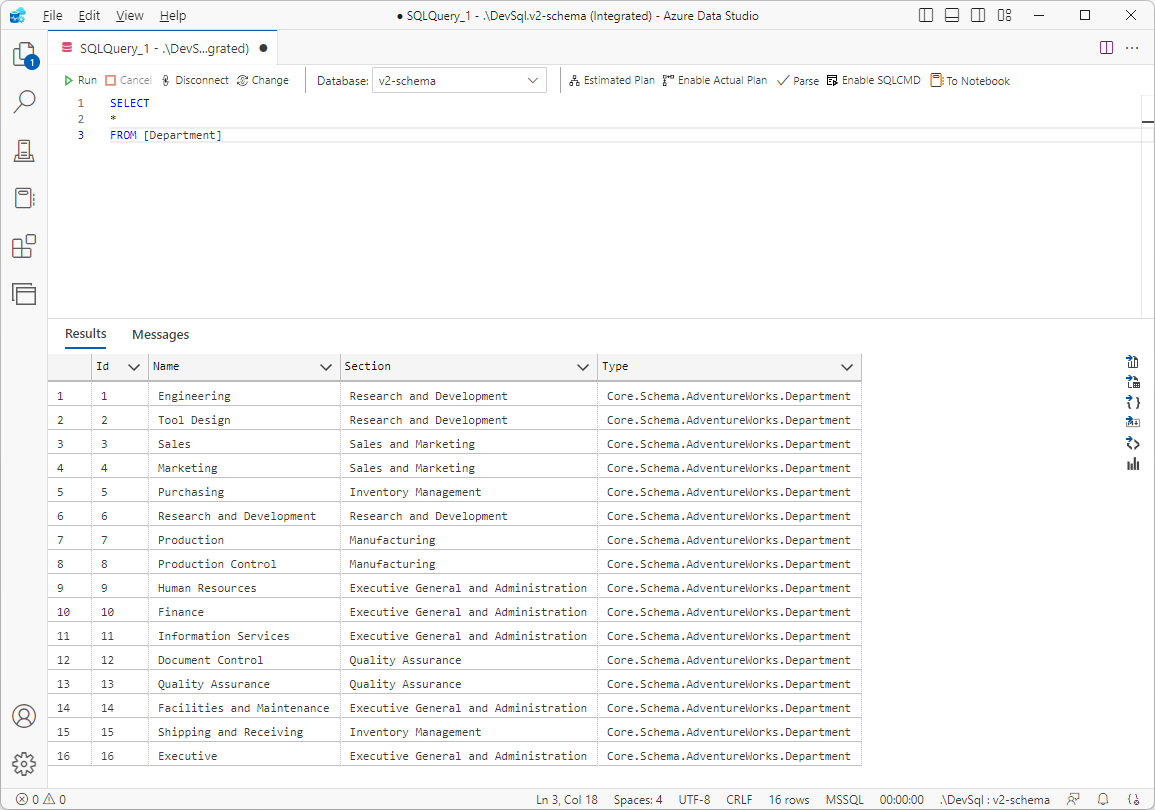 File Edit View Help ● SQLQuery_1 - .\DevSql.v2-schema (Integrated) - Azure Data Studio
SQLQuery_1 - .\DevS...grated) ●
1
Run Cancel Disconnect Change Database: v2-schema Estimated Plan Enable Actual Plan Parse Enable SQLCMD To Notebook
1 SELECT
2 *
3 FROM [Department]
Results Messages
Id Name Section Type
1 1 Engineering Research and Development Core.Schema.AdventureWorks.Department
2 2 Tool Design Research and Development Core.Schema.AdventureWorks.Department
3 3 Sales Sales and Marketing Core.Schema.AdventureWorks.Department
4 4 Marketing Sales and Marketing Core.Schema.AdventureWorks.Department
5 5 Purchasing Inventory Management Core.Schema.AdventureWorks.Department
6 6 Research and Development Research and Development Core.Schema.AdventureWorks.Department
7 7 Production Manufacturing Core.Schema.AdventureWorks.Department
8 8 Production Control Manufacturing Core.Schema.AdventureWorks.Department
9 9 Human Resources Executive General and Administration Core.Schema.AdventureWorks.Department
10 10 Finance Executive General and Administration Core.Schema.AdventureWorks.Department
11 11 Information Services Executive General and Administration Core.Schema.AdventureWorks.Department
12 12 Document Control Quality Assurance Core.Schema.AdventureWorks.Department
13 13 Quality Assurance Quality Assurance Core.Schema.AdventureWorks.Department
14 14 Facilities and Maintenance Executive General and Administration Core.Schema.AdventureWorks.Department
15 15 Shipping and Receiving Inventory Management Core.Schema.AdventureWorks.Department
16 16 Executive Executive General and Administration Core.Schema.AdventureWorks.Department
0 0 Ln 3, Col 18 Spaces: 4 UTF-8 CRLF 16 rows MSSQL 00:00:00 .\DevSql : v2-schema